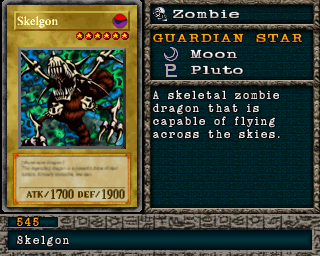 Skelgon
ATK/1700 DEF/1900
Zombie
GUARDIAN STAR
Moon
Pluto
A skeletal zombie
dragon that is
capable of flying
across the skies.
545
Skelgon